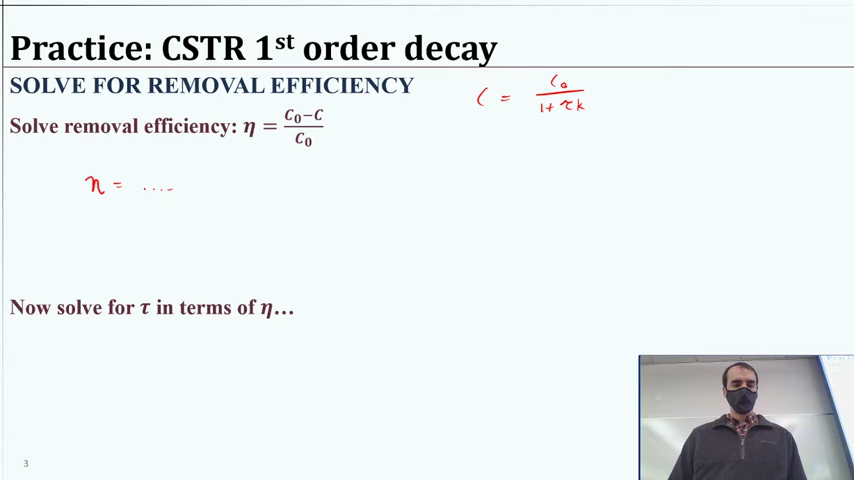 Practice: CSTR 1st order decay
SOLVE FOR REMOVAL EFFICIENCY
C = C0 / 1 + τk
Solve removal efficiency: η = C0−C / C0
η = ....
Now solve for τ in terms of η…
3